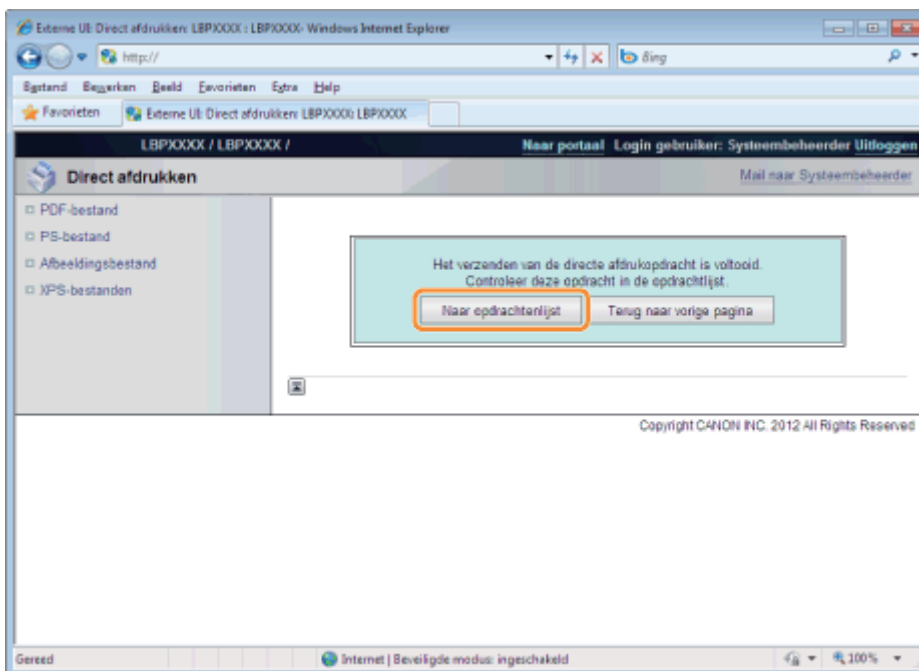 Externe UI: Direct afdrukken: LBPXXXX : LBPXXXX- Windows Internet Explorer
http://
Bing
Bestand Bewerken Beeld Favorieten Extra Help
Favorieten Externe UI: Direct afdrukken: LBPXXXX: LBPXXXX
LBPXXXX / LBPXXXX / Naar portaal Login gebruiker: Systeembeheerder Uitloggen
Direct afdrukken Mail naar Systeembeheerder
PDF-bestand
PS-bestand
Afbeeldingsbestand
XPS-bestanden
Het verzenden van de directe afdrukopdracht is voltooid.
Controleer deze opdracht in de opdrachtlijst.
Naar opdrachtenlijst Terug naar vorige pagina
Copyright CANON INC. 2012 All Rights Reserved
Gereed Internet | Beveiligde modus: ingeschakeld 100%